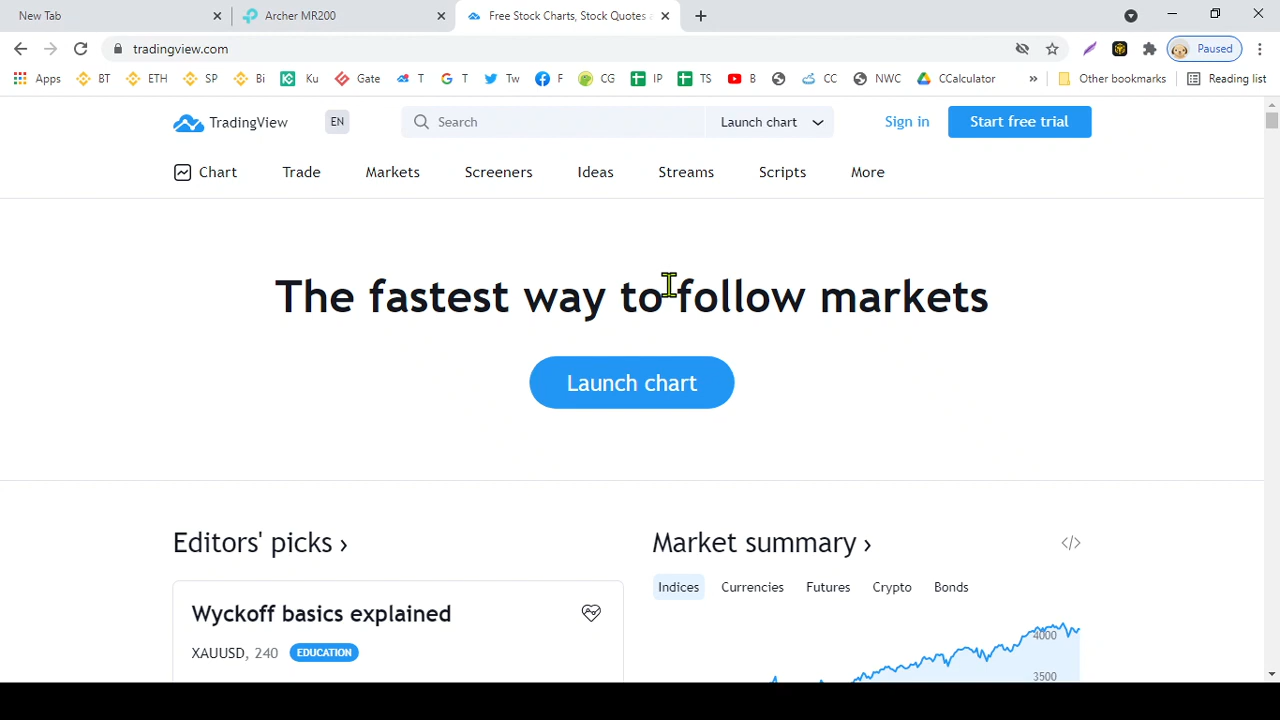 New Tab
Archer MR200
Free Stock Charts, Stock Quotes a
tradingview.com
Paused
Apps BT ETH SP Bi Ku Gate T T Tw F CG IP TS B CC NWC CCalculator » Other bookmarks Reading list
TradingView EN Search Launch chart Sign in Start free trial
Chart Trade Markets Screeners Ideas Streams Scripts More
The fastest way to follow markets
Launch chart
Editors' picks ›
Market summary › </>
Indices Currencies Futures Crypto Bonds
Wyckoff basics explained
XAUUSD, 240 EDUCATION
4000
3500